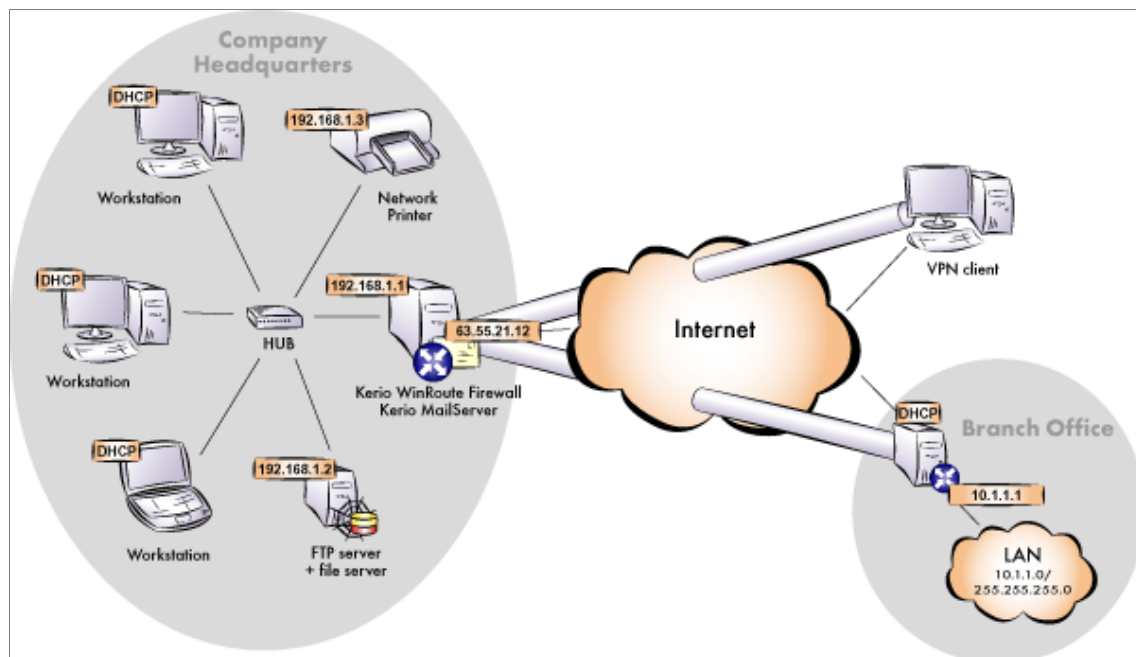 Company
Headquarters
DHCP
Workstation
192.168.1.3
Network
Printer
DHCP
Workstation
HUB
192.168.1.1
63.55.21.12
Kerio WinRoute Firewall
Kerio MailServer
DHCP
Workstation
192.168.1.2
FTP server
+ file server
Internet
VPN client
Branch Office
DHCP
10.1.1.1
LAN
10.1.1.0/
255.255.255.0